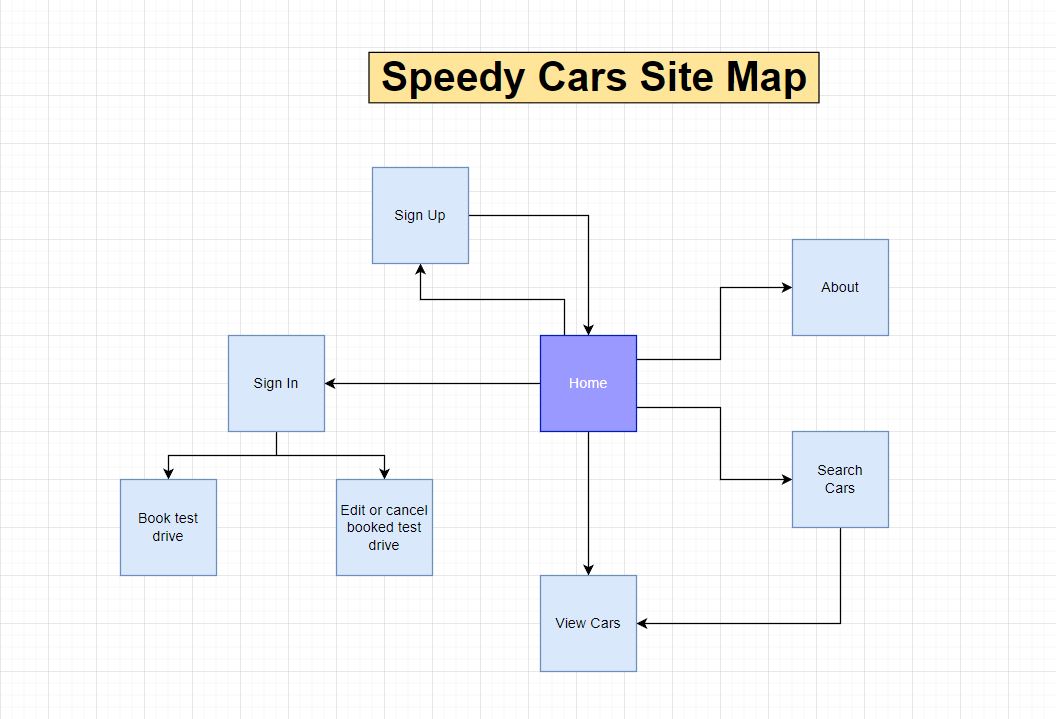 Speedy Cars Site Map
Sign Up
About
Sign In
Home
Search
Cars
Book test
drive
Edit or cancel
booked test
drive
View Cars